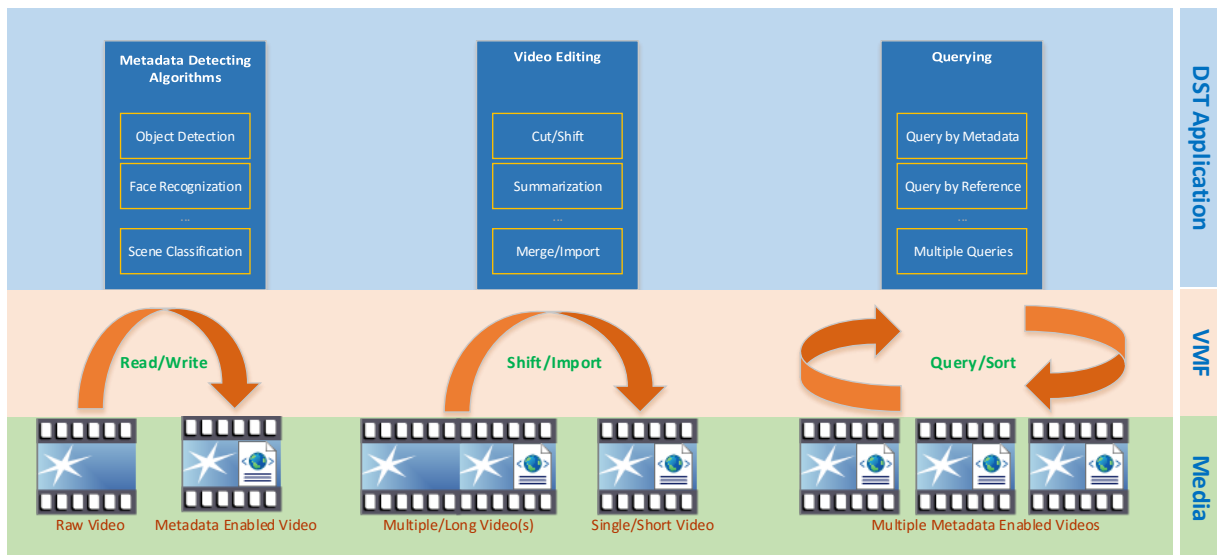 Metadata Detecting
Algorithms
Object Detection
Face Recognization
...
Scene Classification
Video Editing
Cut/Shift
Summarization
...
Merge/Import
Querying
Query by Metadata
Query by Reference
...
Multiple Queries
DST Application
Read/Write
Shift/Import
Query/Sort
VMF
Raw Video
Metadata Enabled Video
Multiple/Long Video(s)
Single/Short Video
Multiple Metadata Enabled Videos
Media